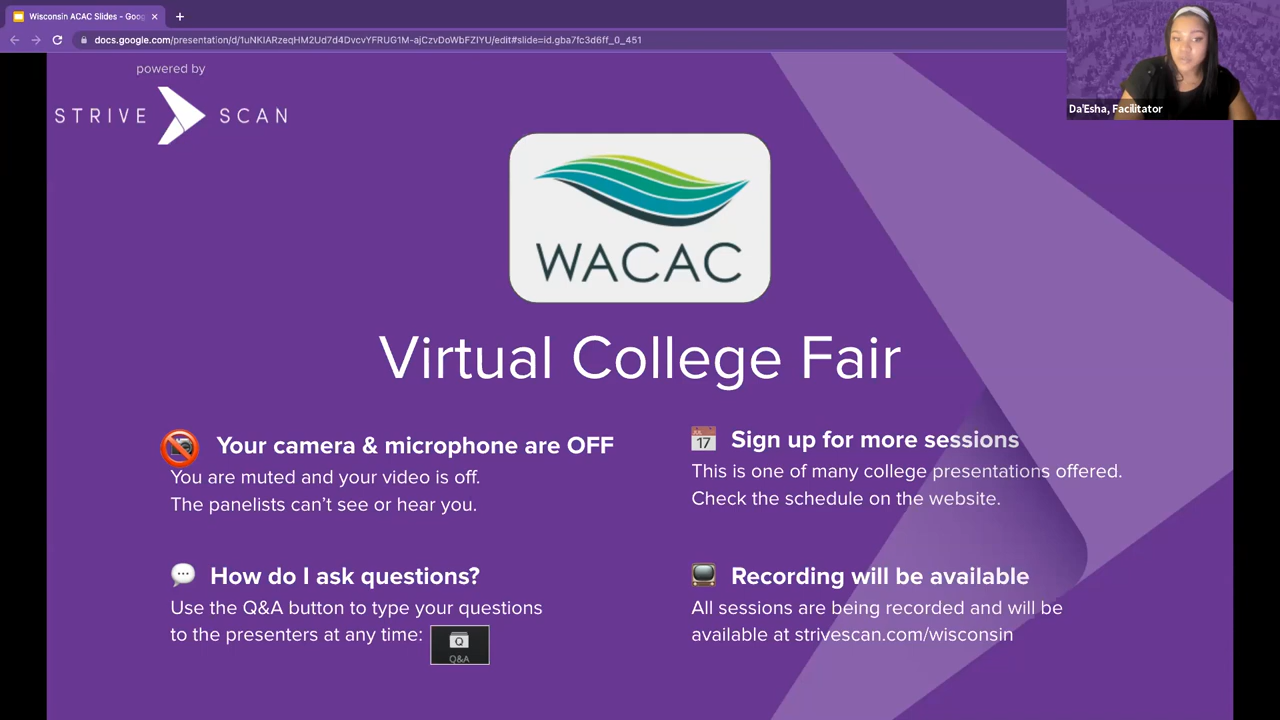 Wisconsin ACAC Slides - Goog
docs.google.com/presentation/d/1uNKIARzeqHM2Ud7d4DvcvYFRUG1M-ajCzvDoWbFZIYU/edit#slide=id.gba7fc3d6ff_0_451
Da'Esha, Facilitator
powered by
STRIVE SCAN
WACAC
Virtual College Fair
Your camera & microphone are OFF
You are muted and your video is off.
The panelists can't see or hear you.
JUL
17
Sign up for more sessions
This is one of many college presentations offered.
Check the schedule on the website.
How do I ask questions?
Use the Q&A button to type your questions
to the presenters at any time:
Q
Q&A
Recording will be available
All sessions are being recorded and will be
available at strivescan.com/wisconsin